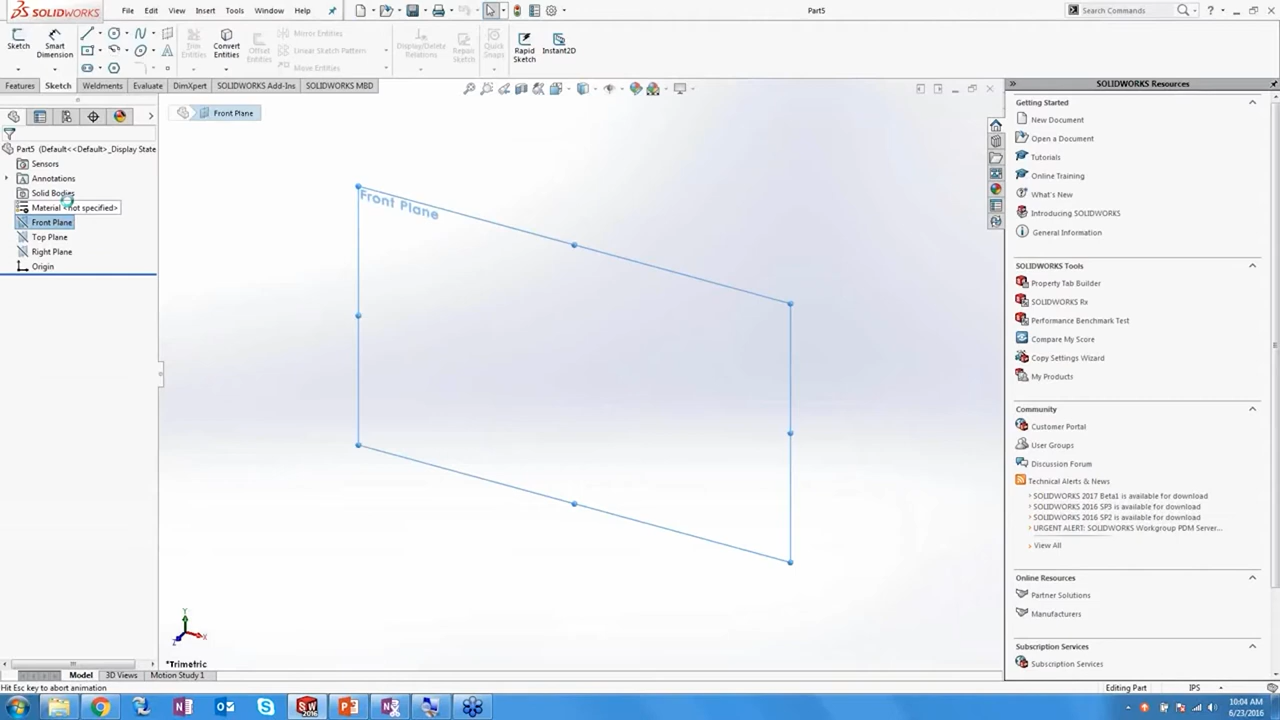 SOLIDWORKS File Edit View Insert Tools Window Help Part5 Search Commands
Sketch Smart Dimension Trim Entities Convert Entities Offset Entities Mirror Entities Linear Sketch Pattern Move Entities Display/Delete Relations Repair Sketch Quick Snaps Rapid Sketch Instant2D
Features Sketch Weldments Evaluate DimXpert SOLIDWORKS Add-Ins SOLIDWORKS MBD
Front Plane
Part5 (Default<<Default>_Display State
Sensors
Annotations
Solid Bodies
Material <not specified>
Front Plane
Top Plane
Right Plane
Origin
Front Plane
Y
X
Z
*Trimetric
SOLIDWORKS Resources
Getting Started
New Document
Open a Document
Tutorials
Online Training
What's New
Introducing SOLIDWORKS
General Information
SOLIDWORKS Tools
Property Tab Builder
SOLIDWORKS Rx
Performance Benchmark Test
Compare My Score
Copy Settings Wizard
My Products
Community
Customer Portal
User Groups
Discussion Forum
Technical Alerts & News
SOLIDWORKS 2017 Beta1 is available for download
SOLIDWORKS 2016 SP3 is available for download
SOLIDWORKS 2016 SP2 is available for download
URGENT ALERT: SOLIDWORKS Workgroup PDM Server...
View All
Online Resources
Partner Solutions
Manufacturers
Subscription Services
Subscription Services
Model 3D Views Motion Study 1
Hit Esc key to abort animation Editing Part IPS
10:04 AM
6/23/2016